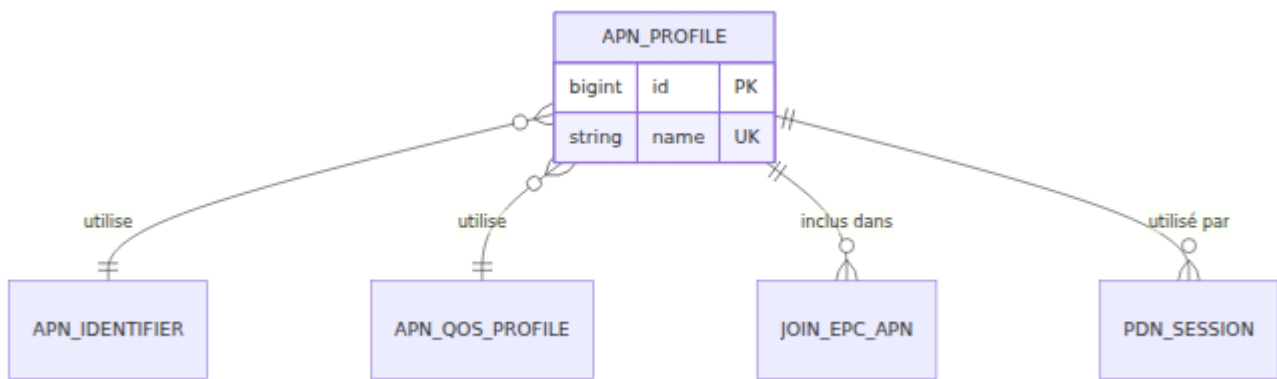 APN_PROFILE
bigint id PK
string name UK
utilise
utilise
inclus dans
utilisé par
APN_IDENTIFIER
APN_QOS_PROFILE
JOIN_EPC_APN
PDN_SESSION